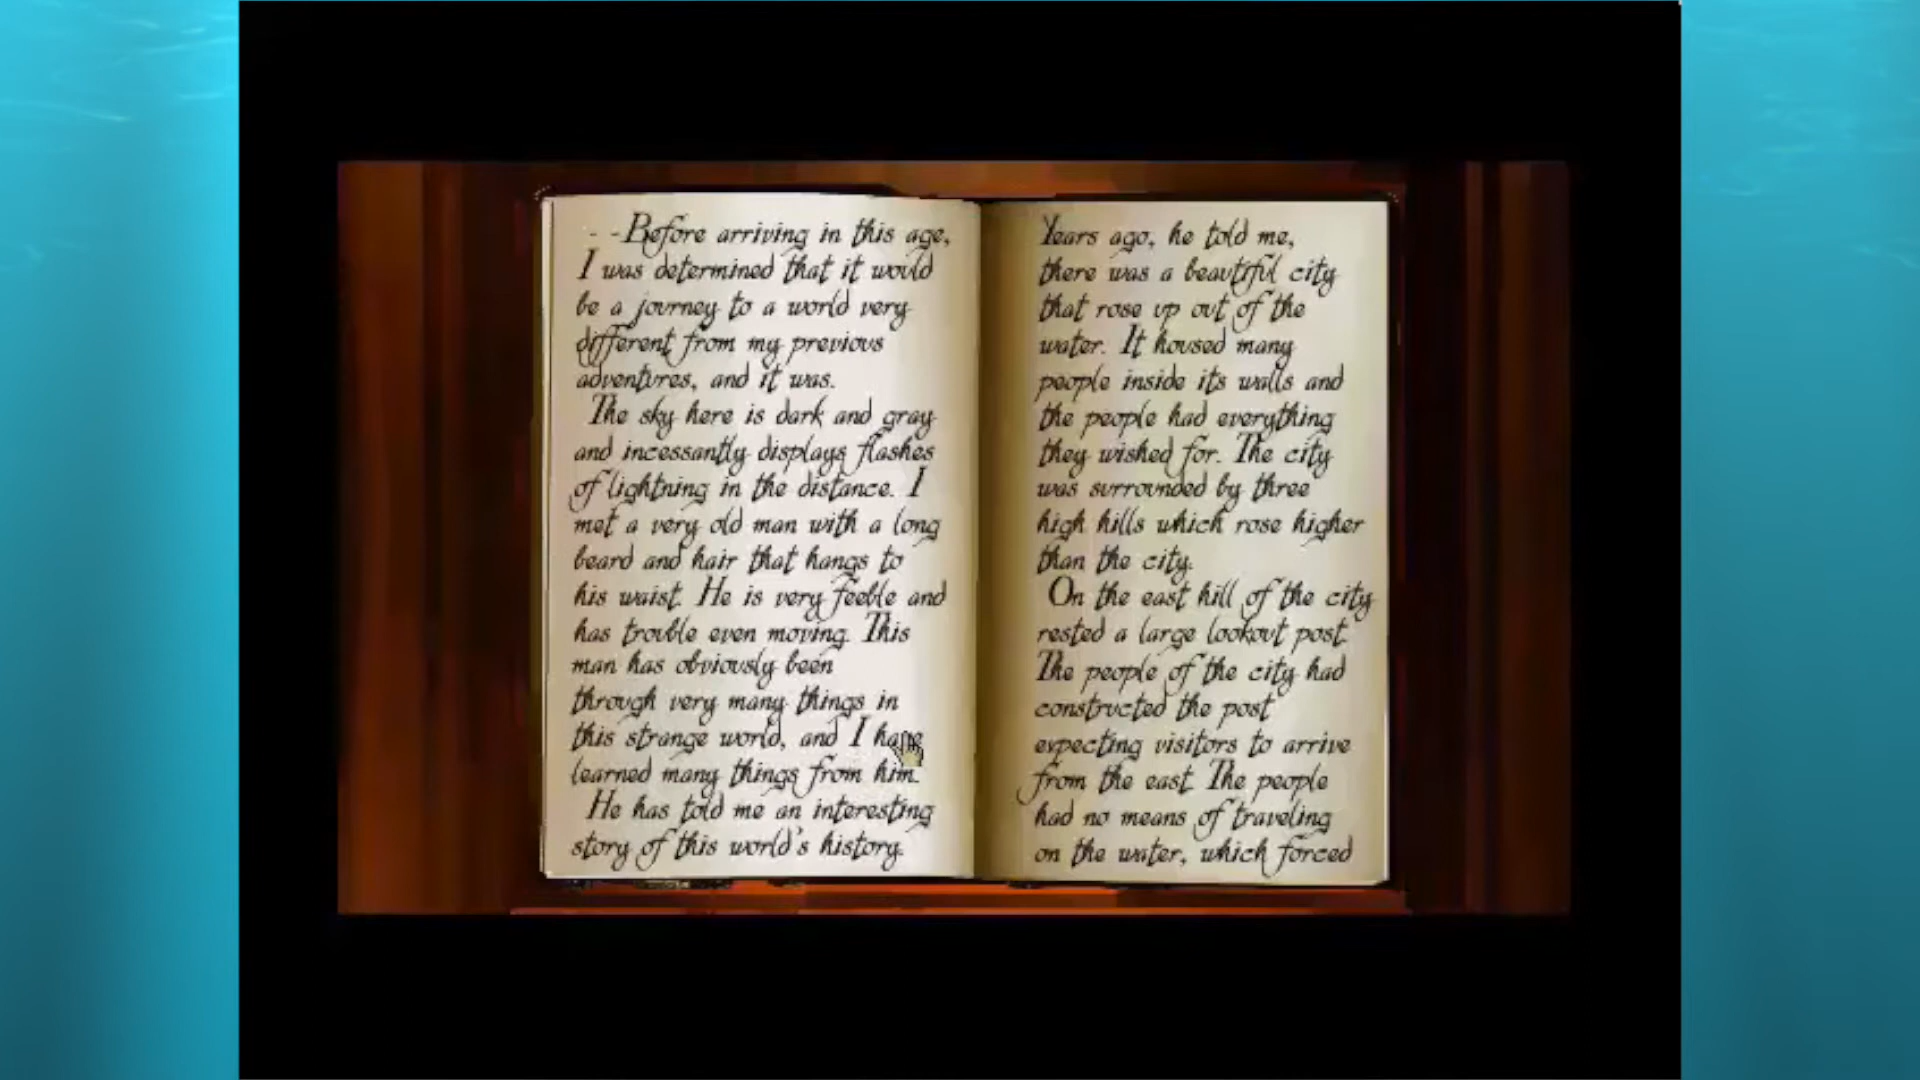 - -Before arriving in this age,
I was determined that it would
be a journey to a world very
different from my previous
adventures, and it was.
The sky here is dark and gray
and incessantly displays flashes
of lightning in the distance. I
met a very old man with a long
beard and hair that hangs to
his waist. He is very feeble and
has trouble even moving. This
man has obviously been
through very many things in
this strange world, and I have
learned many things from him.
He has told me an interesting
story of this world's history.
Years ago, he told me,
there was a beautiful city
that rose up out of the
water. It housed many
people inside its walls and
the people had everything
they wished for. The city
was surrounded by three
high hills which rose higher
than the city.
On the east hill of the city
rested a large lookout post.
The people of the city had
constructed the post
expecting visitors to arrive
from the east. The people
had no means of traveling
on the water, which forced